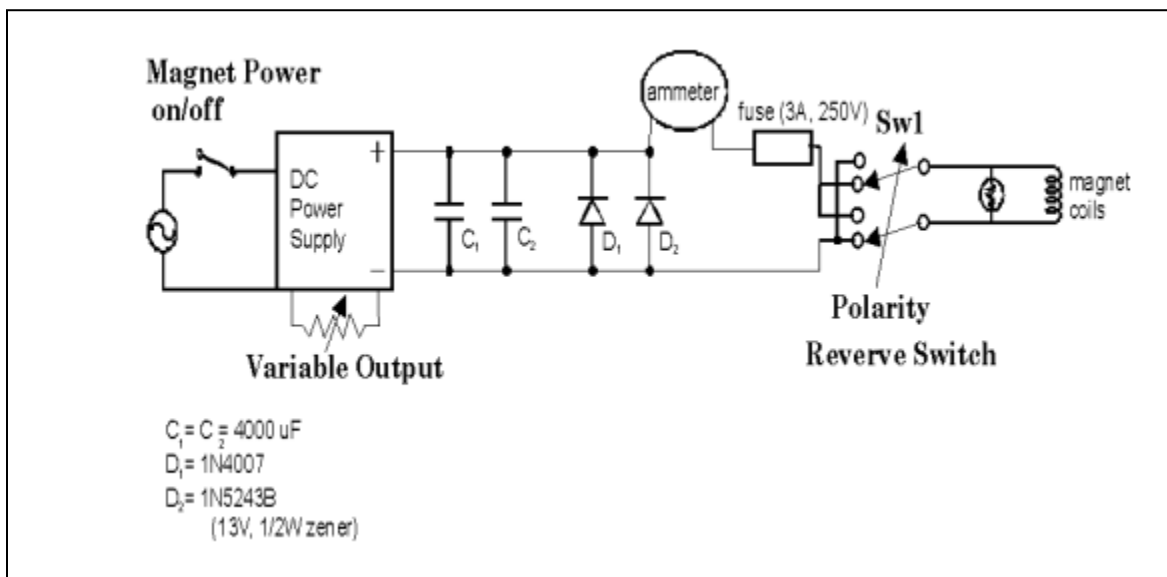 Magnet Power
on/off
ammeter
fuse (3A, 250V)
Sw1
+
DC
Power
Supply
magnet
coils
C₁
C₂
D₁
D₂
−
Polarity
Reverve Switch
Variable Output
C₁= C₂= 4000 uF
D₁= 1N4007
D₂= 1N5243B
(13V, 1/2W zener)